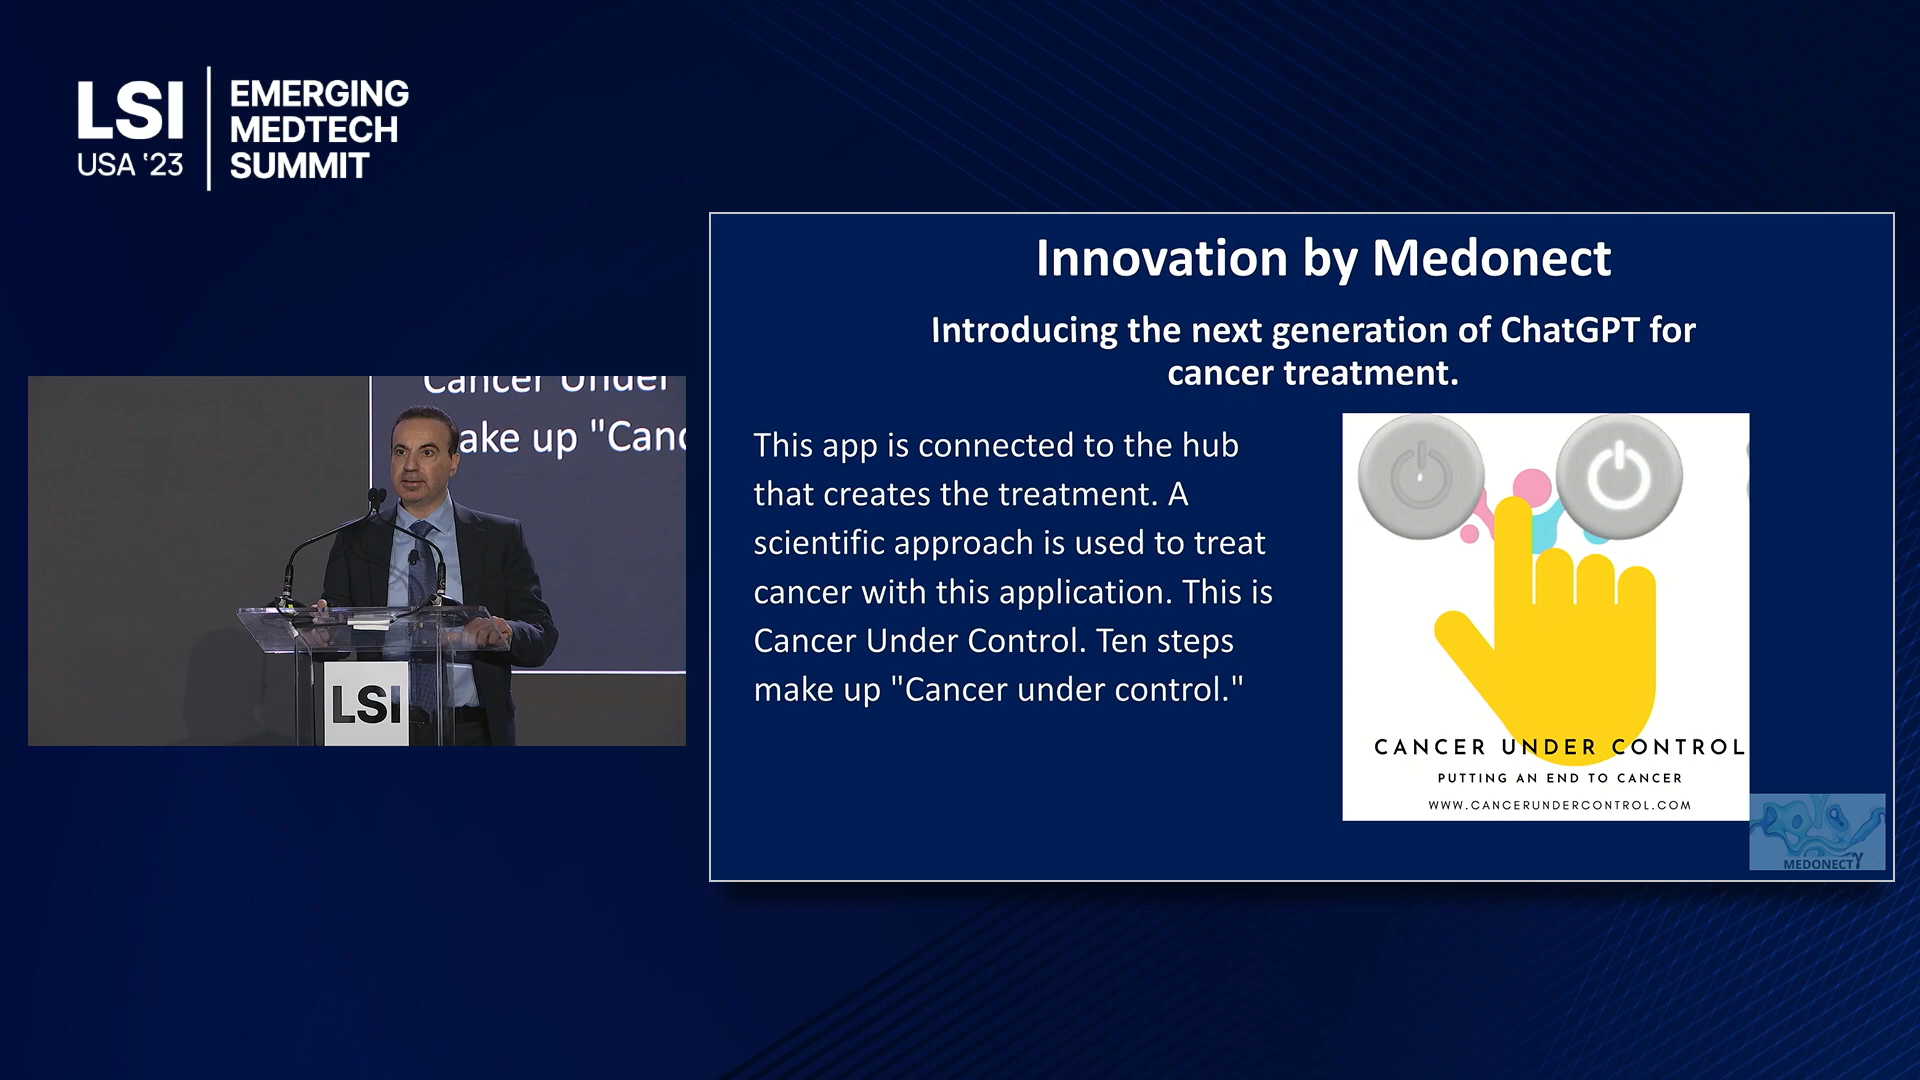 LSI
USA '23
EMERGING
MEDTECH
SUMMIT
Cancer Under
ake up "Canc
LSI
Innovation by Medonect
Introducing the next generation of ChatGPT for
cancer treatment.
This app is connected to the hub
that creates the treatment. A
scientific approach is used to treat
cancer with this application. This is
Cancer Under Control. Ten steps
make up "Cancer under control."
CANCER UNDER CONTROL
PUTTING AN END TO CANCER
WWW.CANCERUNDERCONTROL.COM
MEDONECT